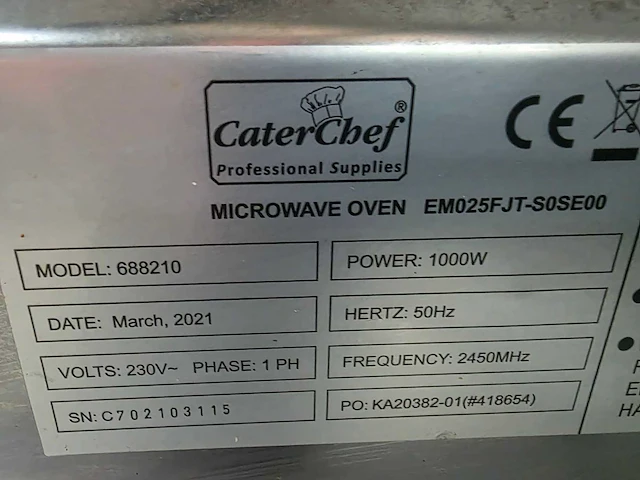 CaterChef®
Professional Supplies
CE
MICROWAVE OVEN EM025FJT-S0SE00
MODEL: 688210
POWER: 1000W
DATE: March, 2021
HERTZ: 50Hz
VOLTS: 230V~ PHASE: 1 PH
FREQUENCY: 2450MHz
SN: C702103115
PO: KA20382-01(#418654)
HA